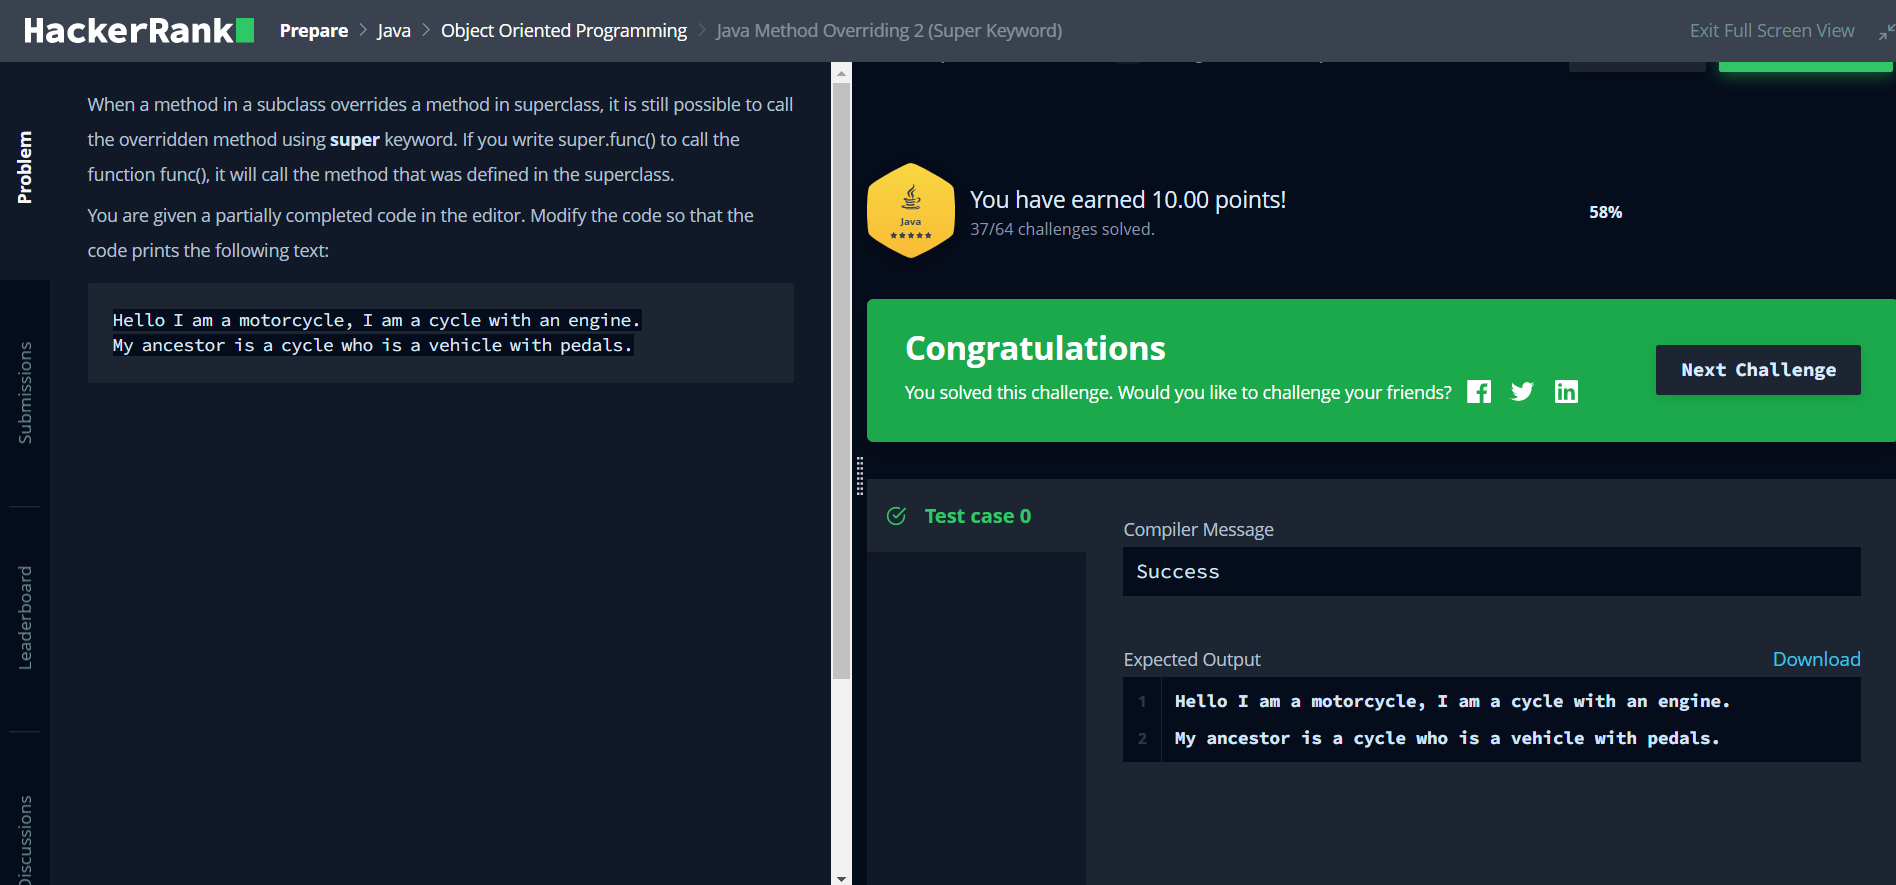 HackerRank
Prepare > Java > Object Oriented Programming > Java Method Overriding 2 (Super Keyword)
Exit Full Screen View
Problem
Submissions
Leaderboard
Discussions
When a method in a subclass overrides a method in superclass, it is still possible to call
the overridden method using super keyword. If you write super.func() to call the
function func(), it will call the method that was defined in the superclass.
You are given a partially completed code in the editor. Modify the code so that the
code prints the following text:
Hello I am a motorcycle, I am a cycle with an engine.
My ancestor is a cycle who is a vehicle with pedals.
Java
You have earned 10.00 points!
37/64 challenges solved.
58%
Congratulations
You solved this challenge. Would you like to challenge your friends?
Next Challenge
Test case 0
Compiler Message
Success
Expected Output
Download
1 Hello I am a motorcycle, I am a cycle with an engine.
2 My ancestor is a cycle who is a vehicle with pedals.